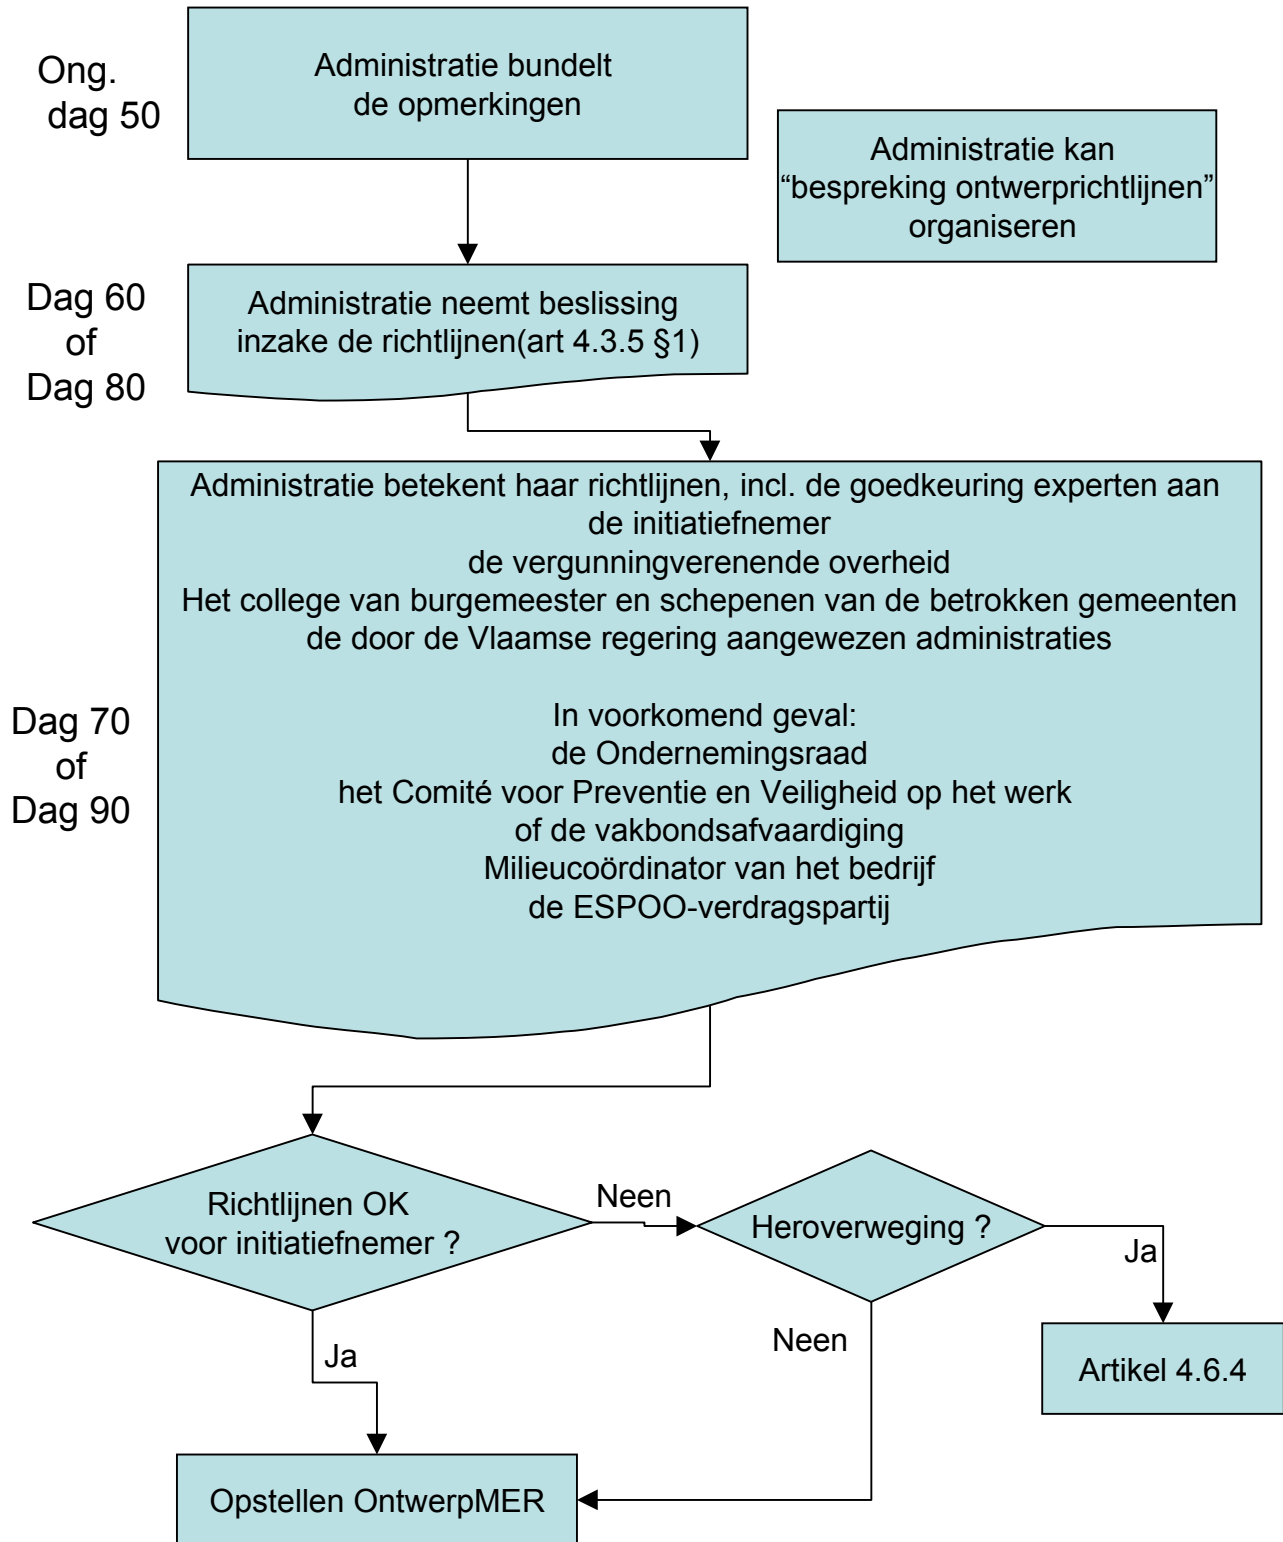 Ong.
dag 50
Administratie bundelt
de opmerkingen
Administratie kan
“bespreking ontwerprichtlijnen”
organiseren
Dag 60
of
Dag 80
Administratie neemt beslissing
inzake de richtlijnen(art 4.3.5 §1)
Administratie betekent haar richtlijnen, incl. de goedkeuring experten aan
de initiatiefnemer
de vergunningverenende overheid
Het college van burgemeester en schepenen van de betrokken gemeenten
de door de Vlaamse regering aangewezen administraties
Dag 70
of
Dag 90
In voorkomend geval:
de Ondernemingsraad
het Comité voor Preventie en Veiligheid op het werk
of de vakbondsafvaardiging
Milieucoördinator van het bedrijf
de ESPOO-verdragspartij
Richtlijnen OK
voor initiatiefnemer ?
Neen
Heroverweging ?
Ja
Neen
Ja
Artikel 4.6.4
Opstellen OntwerpMER